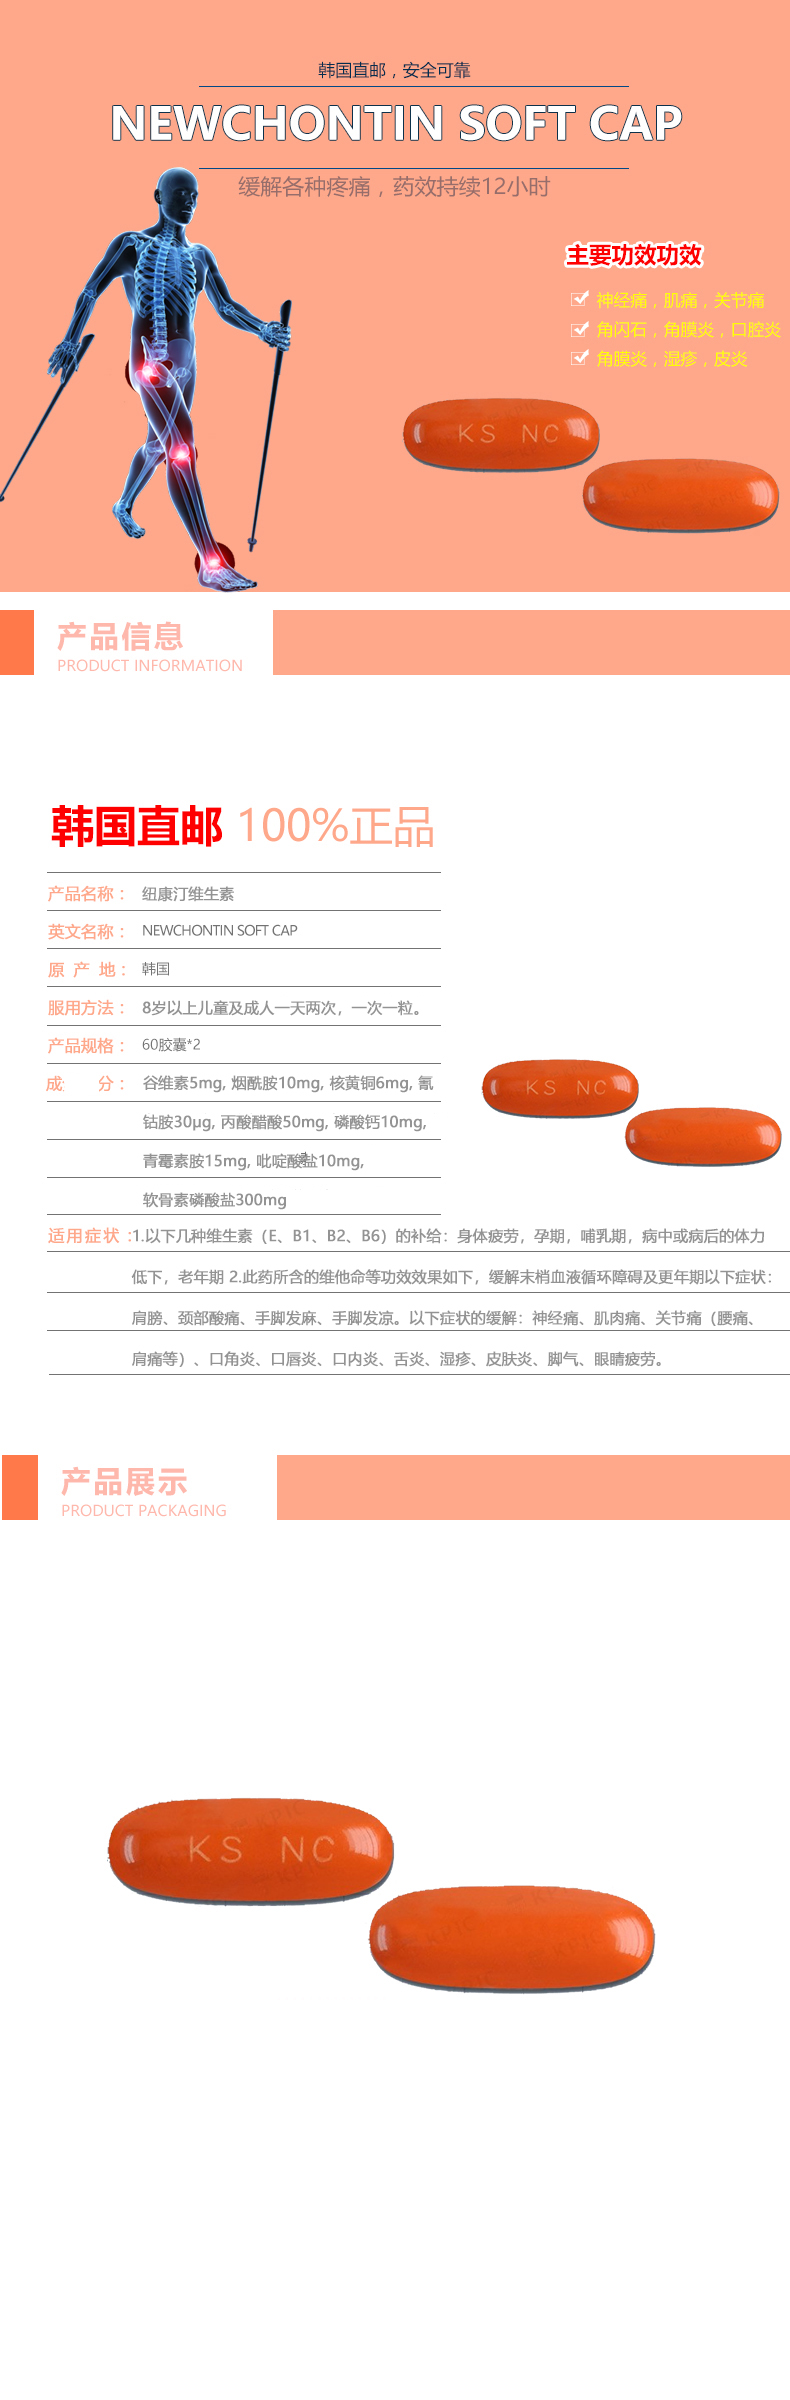 韩国直邮，安全可靠
NEWCHONTIN SOFT CAP
缓解各种疼痛，药效持续12小时
主要功效功效
神经痛，肌痛，关节痛
角闪石，角膜炎，口腔炎
角膜炎，湿疹，皮炎
KS NC
产品信息
PRODUCT INFORMATION
韩国直邮 100%正品
产品名称： 纽康汀维生素
英文名称： NEWCHONTIN SOFT CAP
原 产 地： 韩国
服用方法： 8岁以上儿童及成人一天两次，一次一粒。
产品规格： 60胶囊*2
成 分： 谷维素5mg, 烟酰胺10mg, 核黄铜6mg, 氰
钴胺30μg, 丙酸醋酸50mg, 磷酸钙10mg,
青霉素胺15mg, 吡啶酸盐10mg,
软骨素磷酸盐300mg
KS NC
适用症状：1.以下几种维生素（E、B1、B2、B6）的补给：身体疲劳，孕期，哺乳期，病中或病后的体力
低下，老年期 2.此药所含的维他命等功效效果如下，缓解末梢血液循环障碍及更年期以下症状：
肩膀、颈部酸痛、手脚发麻、手脚发凉。以下症状的缓解：神经痛、肌肉痛、关节痛（腰痛、
肩痛等）、口角炎、口唇炎、口内炎、舌炎、湿疹、皮肤炎、脚气、眼睛疲劳。
产品展示
PRODUCT PACKAGING
KS NC